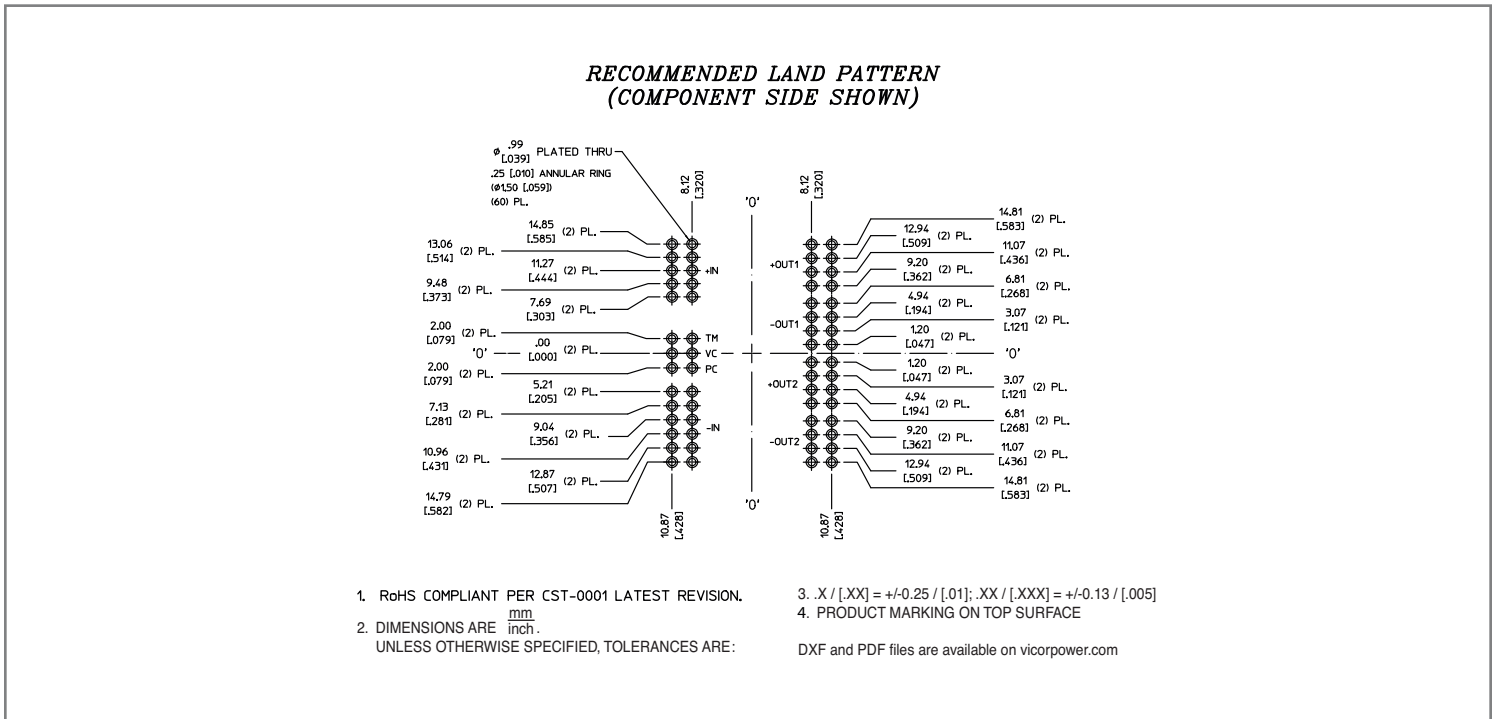 RECOMMENDED LAND PATTERN
(COMPONENT SIDE SHOWN)
ø .99 [.039] PLATED THRU
.25 [.010] ANNULAR RING
(ø1.50 [.059])
(60) PL.
8.12 [.320]
8.12 [.320]
'0'
14.85 [.585] (2) PL.
13.06 [.514] (2) PL.
11.27 [.444] (2) PL.
9.48 [.373] (2) PL.
7.69 [.303] (2) PL.
2.00 [.079] (2) PL.
'0'
.00 [.000] (2) PL.
2.00 [.079] (2) PL.
5.21 [.205] (2) PL.
7.13 [.281] (2) PL.
9.04 [.356] (2) PL.
10.96 [.431] (2) PL.
12.87 [.507] (2) PL.
14.79 [.582] (2) PL.
+IN
TM
VC
PC
-IN
10.87 [.428]
'0'
+OUT1
-OUT1
+OUT2
-OUT2
10.87 [.428]
14.81 [.583] (2) PL.
12.94 [.509] (2) PL.
11.07 [.436] (2) PL.
9.20 [.362] (2) PL.
6.81 [.268] (2) PL.
4.94 [.194] (2) PL.
3.07 [.121] (2) PL.
1.20 [.047] (2) PL.
'0'
1.20 [.047] (2) PL.
3.07 [.121] (2) PL.
4.94 [.194] (2) PL.
6.81 [.268] (2) PL.
9.20 [.362] (2) PL.
11.07 [.436] (2) PL.
12.94 [.509] (2) PL.
14.81 [.583] (2) PL.
1. RoHS COMPLIANT PER CST-0001 LATEST REVISION.
2. DIMENSIONS ARE mm/inch.
UNLESS OTHERWISE SPECIFIED, TOLERANCES ARE:
3. .X / [.XX] = +/-0.25 / [.01]; .XX / [.XXX] = +/-0.13 / [.005]
4. PRODUCT MARKING ON TOP SURFACE
DXF and PDF files are available on vicorpower.com